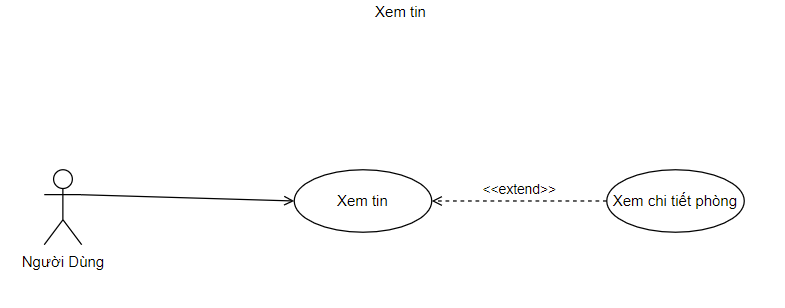 Xem tin
<<extend>>
Xem tin
Xem chi tiết phòng
Người Dùng